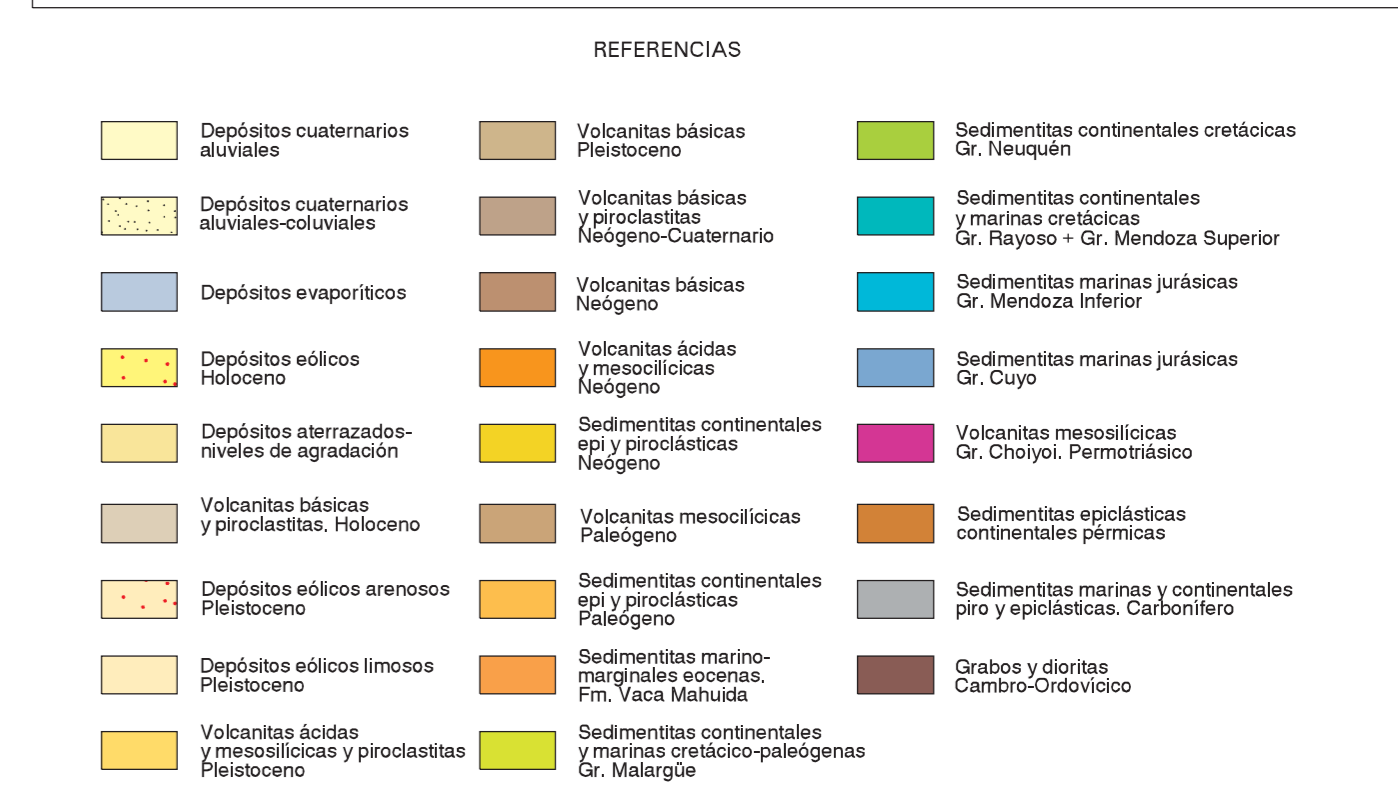 REFERENCIAS
Depósitos cuaternarios
aluviales
Depósitos cuaternarios
aluviales-coluviales
Depósitos evaporíticos
Depósitos eólicos
Holoceno
Depósitos aterrazados-
niveles de agradación
Volcanitas básicas
y piroclastitas. Holoceno
Depósitos eólicos arenosos
Pleistoceno
Depósitos eólicos limosos
Pleistoceno
Volcanitas ácidas
y mesosilícicas y piroclastitas
Pleistoceno
Volcanitas básicas
Pleistoceno
Volcanitas básicas
y piroclastitas
Neógeno-Cuaternario
Volcanitas básicas
Neógeno
Volcanitas ácidas
y mesocilícicas
Neógeno
Sedimentitas continentales
epi y piroclásticas
Neógeno
Volcanitas mesocilícicas
Paleógeno
Sedimentitas continentales
epi y piroclásticas
Paleógeno
Sedimentitas marino-
marginales eocenas.
Fm. Vaca Mahuida
Sedimentitas continentales
y marinas cretácico-paleógenas
Gr. Malargüe
Sedimentitas continentales cretácicas
Gr. Neuquén
Sedimentitas continentales
y marinas cretácicas
Gr. Rayoso + Gr. Mendoza Superior
Sedimentitas marinas jurásicas
Gr. Mendoza Inferior
Sedimentitas marinas jurásicas
Gr. Cuyo
Volcanitas mesosilícicas
Gr. Choiyoi. Permotriásico
Sedimentitas epiclásticas
continentales pérmicas
Sedimentitas marinas y continentales
piro y epiclásticas. Carbonífero
Grabos y dioritas
Cambro-Ordovícico